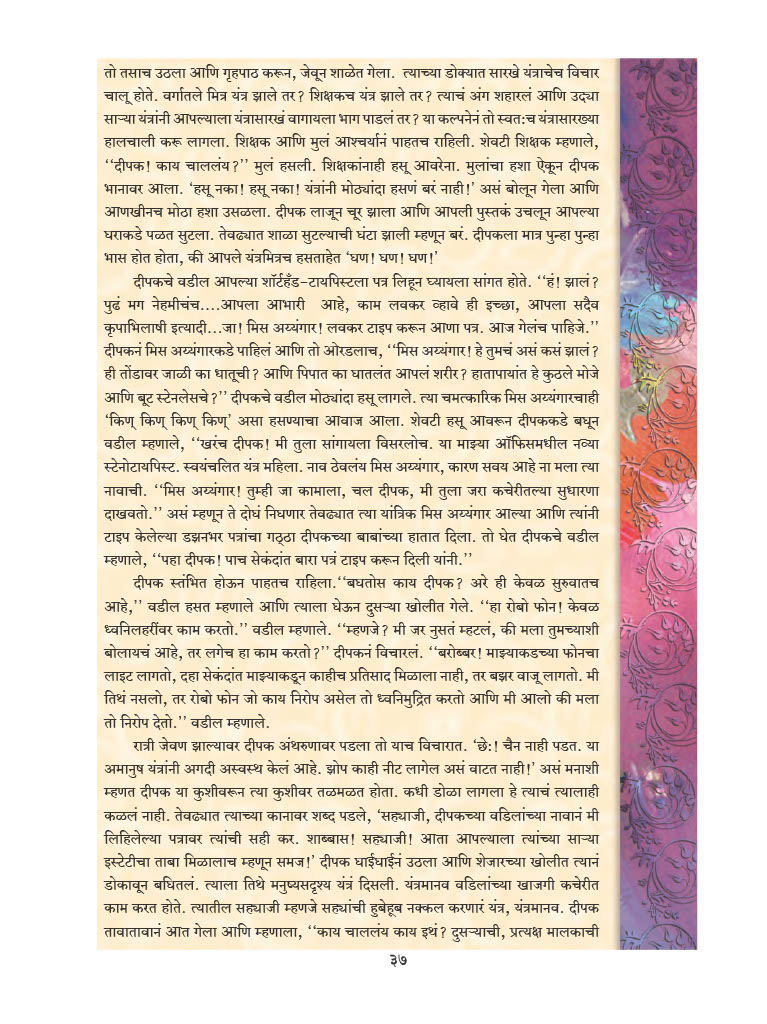 तो तसाच उठला आणि गृहपाठ करून, जेवून शाळेत गेला. त्याच्या डोक्यात सारखे यंत्राचेच विचार
चालू होते. वर्गातले मित्र यंत्र झाले तर? शिक्षकच यंत्र झाले तर? त्याचं अंग शहारलं आणि उद्या
साऱ्या यंत्रांनी आपल्याला यंत्रासारखं वागायला भाग पाडलं तर? या कल्पनेनं तो स्वतःच यंत्रासारख्या
हालचाली करू लागला. शिक्षक आणि मुलं आश्चर्यानं पाहतच राहिली. शेवटी शिक्षक म्हणाले,
‘‘दीपक! काय चाललंय?’’ मुलं हसली. शिक्षकांनाही हसू आवरेना. मुलांचा हशा ऐकून दीपक
भानावर आला. ‘हसू नका! हसू नका! यंत्रांनी मोठ्यांदा हसणं बरं नाही!’ असं बोलून गेला आणि
आणखीनच मोठा हशा उसळला. दीपक लाजून चूर झाला आणि आपली पुस्तकं उचलून आपल्या
घराकडे पळत सुटला. तेवढ्यात शाळा सुटल्याची घंटा झाली म्हणून बरं. दीपकला मात्र पुन्हा पुन्हा
भास होत होता, की आपले यंत्रमित्रच हसताहेत ‘घण! घण! घण!’
दीपकचे वडील आपल्या शॉर्टहँड-टायपिस्टला पत्र लिहून घ्यायला सांगत होते. ‘‘हं! झालं?
पुढं मग नेहमीचंच....आपला आभारी आहे, काम लवकर व्हावे ही इच्छा, आपला सदैव
कृपाभिलाषी इत्यादी...जा! मिस अय्यंगार! लवकर टाइप करून आणा पत्र. आज गेलंच पाहिजे.’’
दीपकनं मिस अय्यंगारकडे पाहिलं आणि तो ओरडलाच, ‘‘मिस अय्यंगार! हे तुमचं असं कसं झालं?
ही तोंडावर जाळी का धातूची? आणि पिपात का घातलंत आपलं शरीर? हातापायांत हे कुठले मोजे
आणि बूट स्टेनलेसचे?’’ दीपकचे वडील मोठ्यांदा हसू लागले. त्या चमत्कारिक मिस अय्यंगारचाही
‘किण् किण् किण् किण्’ असा हसण्याचा आवाज आला. शेवटी हसू आवरून दीपककडे बघून
वडील म्हणाले, ‘‘खरंच दीपक! मी तुला सांगायला विसरलोच. या माझ्या ऑफिसमधील नव्या
स्टेनोटायपिस्ट. स्वयंचलित यंत्र महिला. नाव ठेवलंय मिस अय्यंगार, कारण सवय आहे ना मला त्या
नावाची. ‘‘मिस अय्यंगार! तुम्ही जा कामाला, चल दीपक, मी तुला जरा कचेरीतल्या सुधारणा
दाखवतो.’’ असं म्हणून ते दोघं निघणार तेवढ्यात त्या यांत्रिक मिस अय्यंगार आल्या आणि त्यांनी
टाइप केलेल्या डझनभर पत्रांचा गठ्ठा दीपकच्या बाबांच्या हातात दिला. तो घेत दीपकचे वडील
म्हणाले, ‘‘पहा दीपक! पाच सेकंदांत बारा पत्रं टाइप करून दिली यांनी.’’
दीपक स्तंभित होऊन पाहतच राहिला.‘‘बघतोस काय दीपक? अरे ही केवळ सुरुवातच
आहे,’’ वडील हसत म्हणाले आणि त्याला घेऊन दुसऱ्या खोलीत गेले. ‘‘हा रोबो फोन! केवळ
ध्वनिलहरींवर काम करतो.’’ वडील म्हणाले. ‘‘म्हणजे? मी जर नुसतं म्हटलं, की मला तुमच्याशी
बोलायचं आहे, तर लगेच हा काम करतो?’’ दीपकनं विचारलं. ‘‘बरोब्बर! माझ्याकडच्या फोनचा
लाइट लागतो, दहा सेकंदांत माझ्याकडून काहीच प्रतिसाद मिळाला नाही, तर बझर वाजू लागतो. मी
तिथं नसलो, तर रोबो फोन जो काय निरोप असेल तो ध्वनिमुद्रित करतो आणि मी आलो की मला
तो निरोप देतो.’’ वडील म्हणाले.
रात्री जेवण झाल्यावर दीपक अंथरुणावर पडला तो याच विचारात. ‘छेः! चैन नाही पडत. या
अमानुष यंत्रांनी अगदी अस्वस्थ केलं आहे. झोप काही नीट लागेल असं वाटत नाही!’ असं मनाशी
म्हणत दीपक या कुशीवरून त्या कुशीवर तळमळत होता. कधी डोळा लागला हे त्याचं त्यालाही
कळलं नाही. तेवढ्यात त्याच्या कानावर शब्द पडले, ‘सह्याजी, दीपकच्या वडिलांच्या नावानं मी
लिहिलेल्या पत्रावर त्यांची सही कर. शाब्बास! सह्याजी! आता आपल्याला त्यांच्या साऱ्या
इस्टेटीचा ताबा मिळालाच म्हणून समज!’ दीपक घाईघाईनं उठला आणि शेजारच्या खोलीत त्यानं
डोकावून बघितलं. त्याला तिथे मनुष्यसदृश्य यंत्रं दिसली. यंत्रमानव वडिलांच्या खाजगी कचेरीत
काम करत होते. त्यातील सह्याजी म्हणजे सह्यांची हुबेहूब नक्कल करणारं यंत्र, यंत्रमानव. दीपक
तावातावानं आत गेला आणि म्हणाला, ‘‘काय चाललंय काय इथं? दुसऱ्याची, प्रत्यक्ष मालकाची
३७